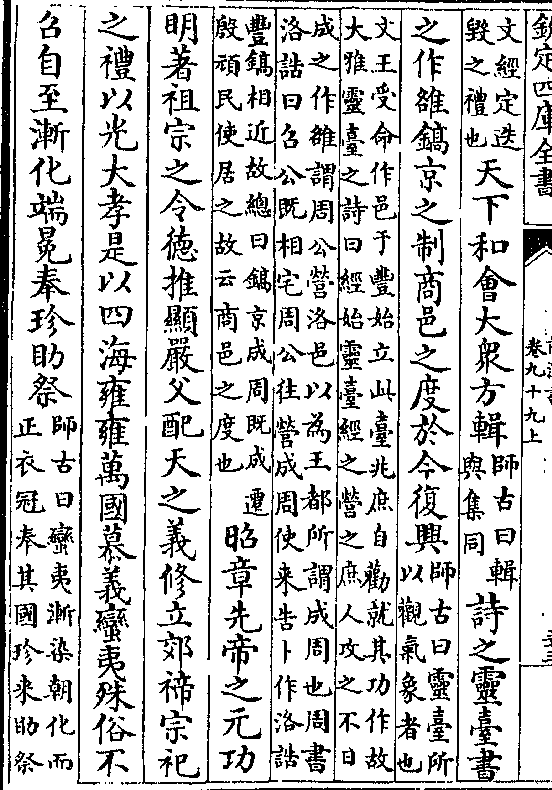 欽定四庫全書
卷九十九上
文經定迭
毀之禮也
天下和會大衆方輯
師古曰輯
與集同
詩之靈臺書
之作雒鎬京之制商邑之度於今復興
師古曰靈臺所
以觀氣象者也
文王受命作邑于豐始立此臺兆庶自勸就其功作故
大雅靈臺之詩曰經始靈臺經之營之庶人攻之不日
成之作雒謂周公營洛邑以為王都所謂成周也周書
洛誥曰召公既相宅周公往營成周使来告卜作洛誥
豐鎬相近故總曰鎬京成周既成遷
殷頑民使居之故云商邑之度也
昭章先帝之元功
明著祖宗之令徳推顯嚴父配天之義修立郊禘宗祀
之禮以光大孝是以四海雍雍萬國慕義蠻夷殊俗不
召自至漸化端冕奉珍助祭
師古曰蠻夷漸染朝化而
正衣冠奉其國珍来助祭